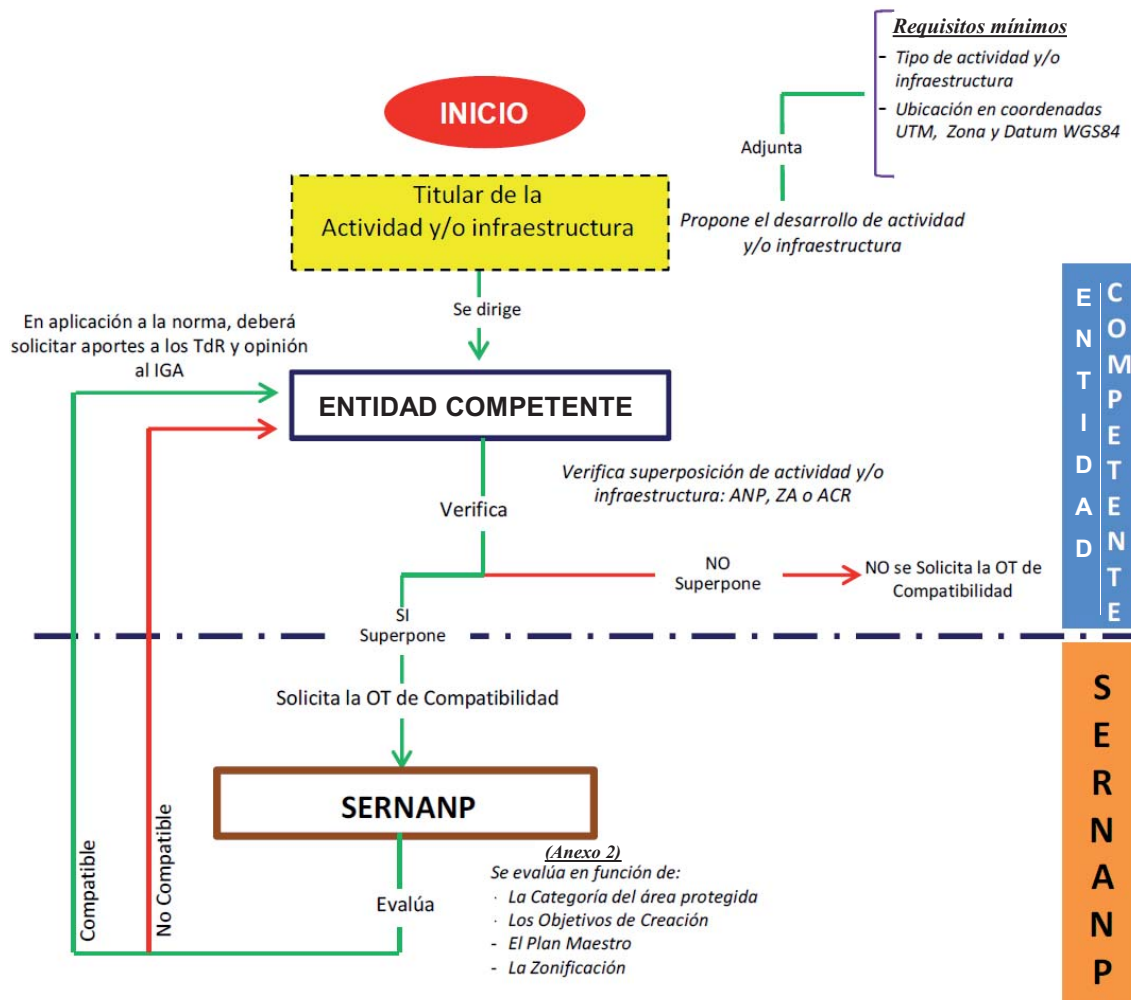 Requisitos mínimos
- Tipo de actividad y/o
infraestructura
- Ubicación en coordenadas
UTM, Zona y Datum WGS84
INICIO
Adjunta
Titular de la
Actividad y/o infraestructura
Propone el desarrollo de actividad
y/o infraestructura
Se dirige
En aplicación a la norma, deberá
solicitar aportes a los TdR y opinión
al IGA
ENTIDAD COMPETENTE
ENTIDAD
COMPETENTE
Verifica superposición de actividad y/o
infraestructura: ANP, ZA o ACR
Verifica
NO
Superpone
NO se Solicita la OT de
Compatibilidad
SI
Superpone
Solicita la OT de Compatibilidad
SERNANP
SERNANP
Compatible
No Compatible
Evalúa
(Anexo 2)
Se evalúa en función de:
· La Categoría del área protegida
· Los Objetivos de Creación
- El Plan Maestro
- La Zonificación